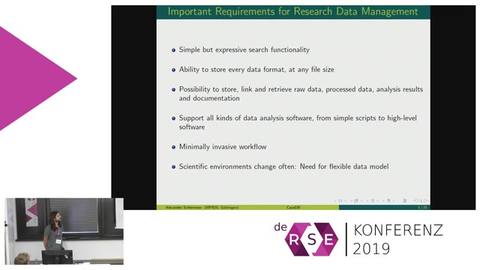 Important Requirements for Research Data Management
Simple but expressive search functionality
Ability to store every data format, at any file size
Possibility to store, link and retrieve raw data, processed data, analysis results
and documentation
Support all kinds of data analysis software, from simple scripts to high-level
software
Minimally invasive workflow
Scientific environments change often: Need for flexible data model
de
RSE
KONFERENZ
2019